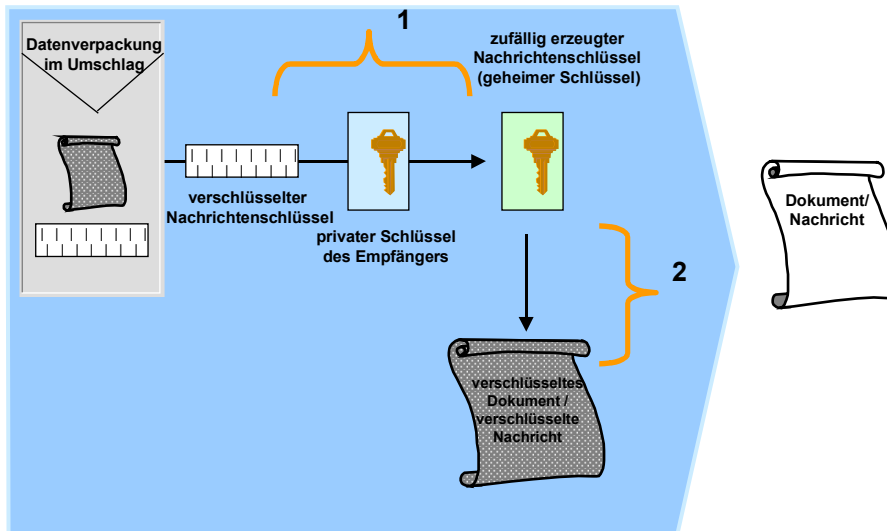 Datenverpackung
im Umschlag
1
zufällig erzeugter
Nachrichtenschlüssel
(geheimer Schlüssel)
verschlüsselter
Nachrichtenschlüssel
privater Schlüssel
des Empfängers
2
verschlüsseltes
Dokument /
verschlüsselte
Nachricht
Dokument/
Nachricht